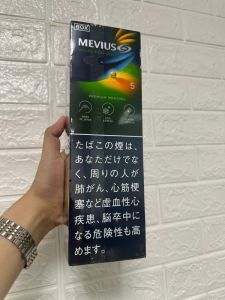 BOX
MEVIUS
5
PREMIUM MENTHOL
たばこの煙は、
あなただけでな
く、周りの人が
肺がん、心筋梗
塞など虚血性心
疾患、脳卒中に
なる危険性も高
めます。